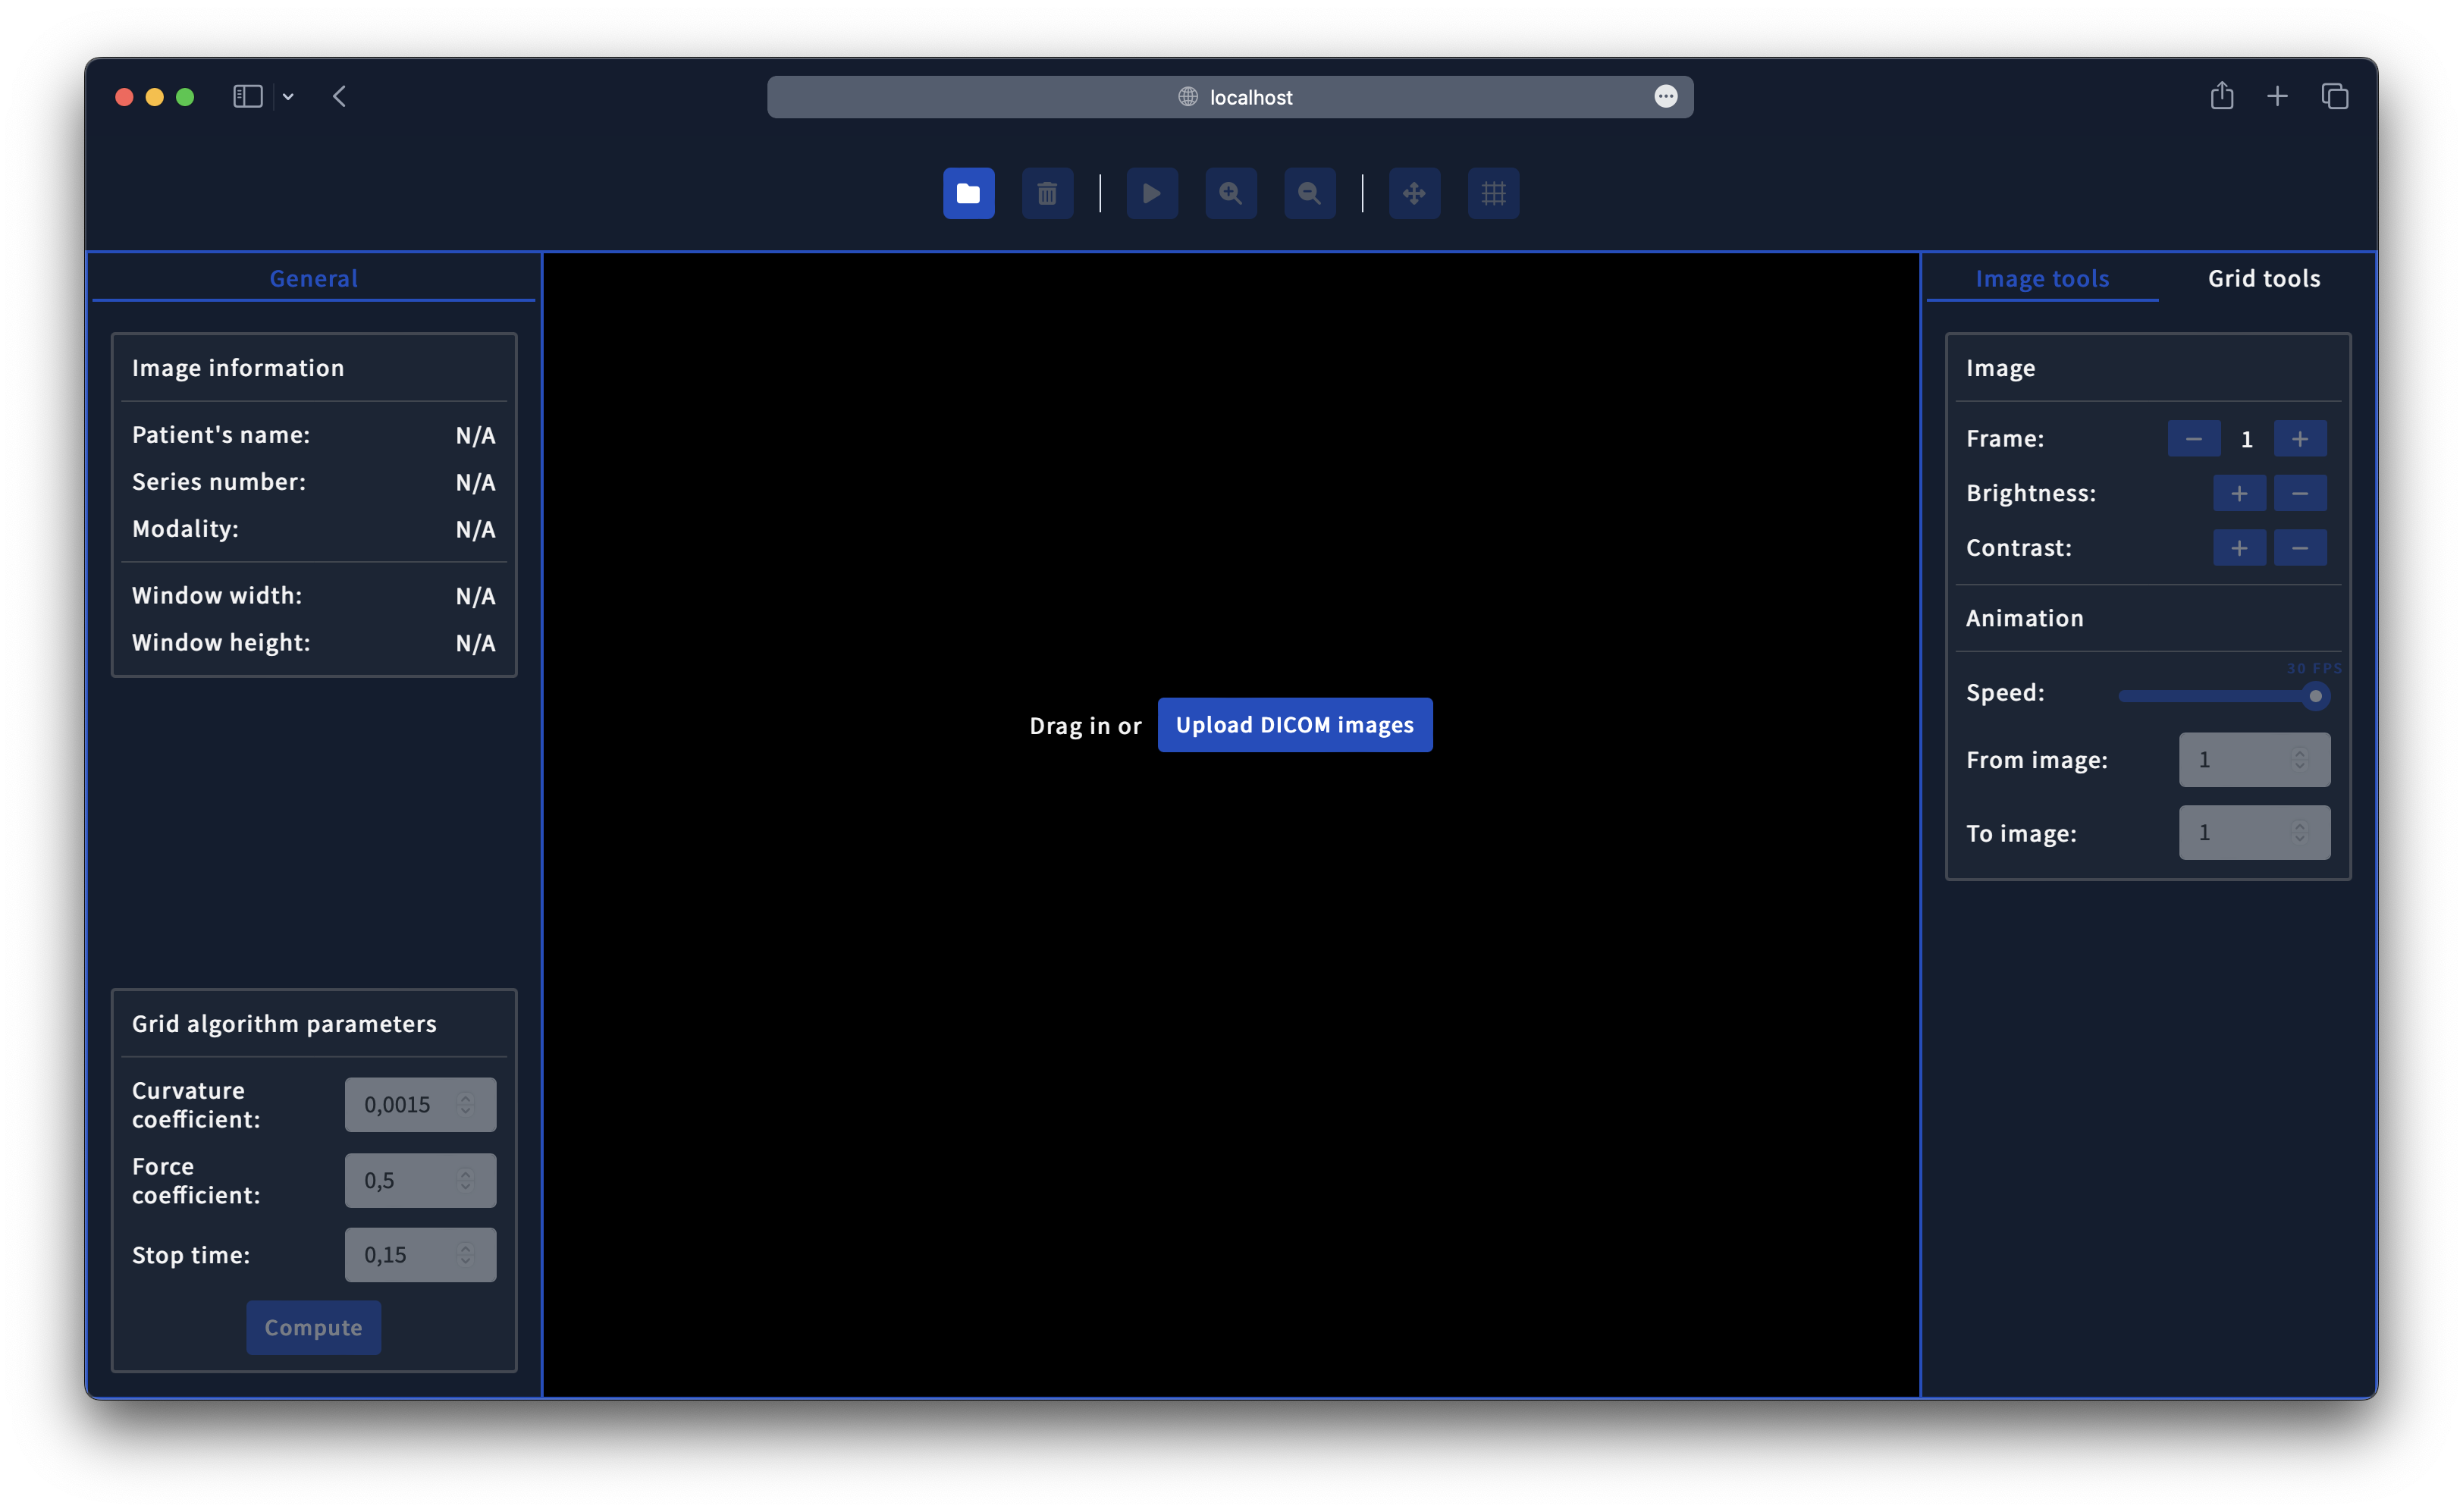 localhost
General
Image information
Patient's name: N/A
Series number: N/A
Modality: N/A
Window width: N/A
Window height: N/A
Grid algorithm parameters
Curvature
coefficient: 0,0015
Force
coefficient: 0,5
Stop time: 0,15
Compute
Drag in or Upload DICOM images
Image tools Grid tools
Image
Frame: − 1 +
Brightness: + −
Contrast: + −
Animation
30 FPS
Speed:
From image: 1
To image: 1